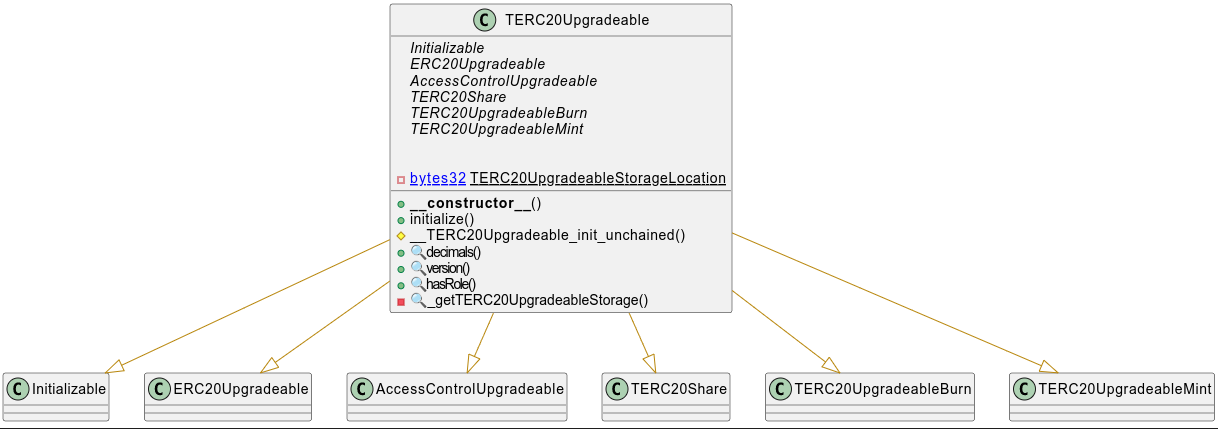 C TERC20Upgradeable
Initializable
ERC20Upgradeable
AccessControlUpgradeable
TERC20Share
TERC20UpgradeableBurn
TERC20UpgradeableMint
bytes32 TERC20UpgradeableStorageLocation
__constructor__()
initialize()
__TERC20Upgradeable_init_unchained()
🔍decimals()
🔍version()
🔍hasRole()
🔍_getTERC20UpgradeableStorage()
C Initializable
C ERC20Upgradeable
C AccessControlUpgradeable
C TERC20Share
C TERC20UpgradeableBurn
C TERC20UpgradeableMint